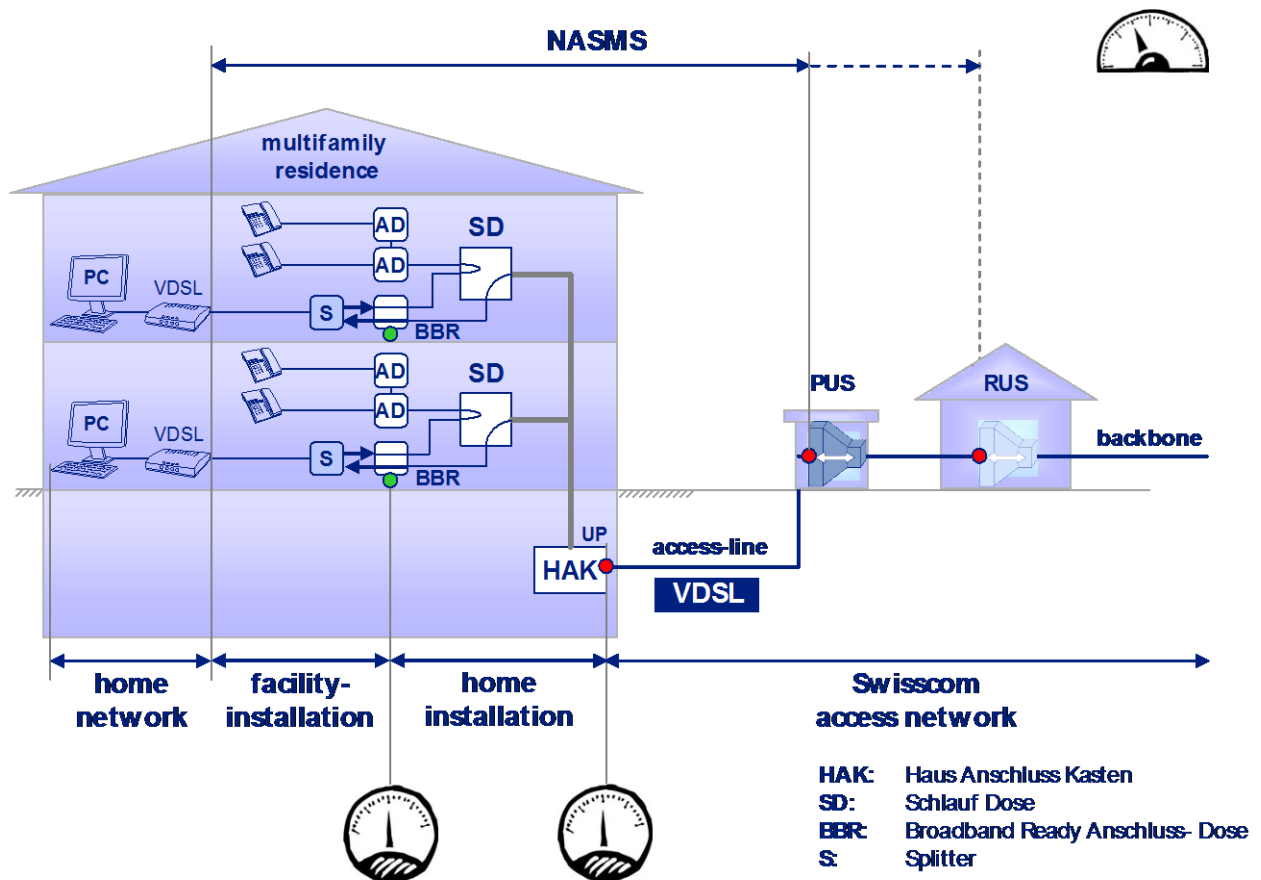 NASMS
multifamily
residence
AD
SD
AD
PC
VDSL
S
BBR
AD
SD
AD
PC
VDSL
S
BBR
PUS
RUS
backbone
UP
HAK
access-line
VDSL
home
network
facility-
installation
home
installation
Swisscom
access network
HAK: Haus Anschluss Kasten
SD: Schlauf Dose
BBR: Broadband Ready Anschluss- Dose
S: Splitter